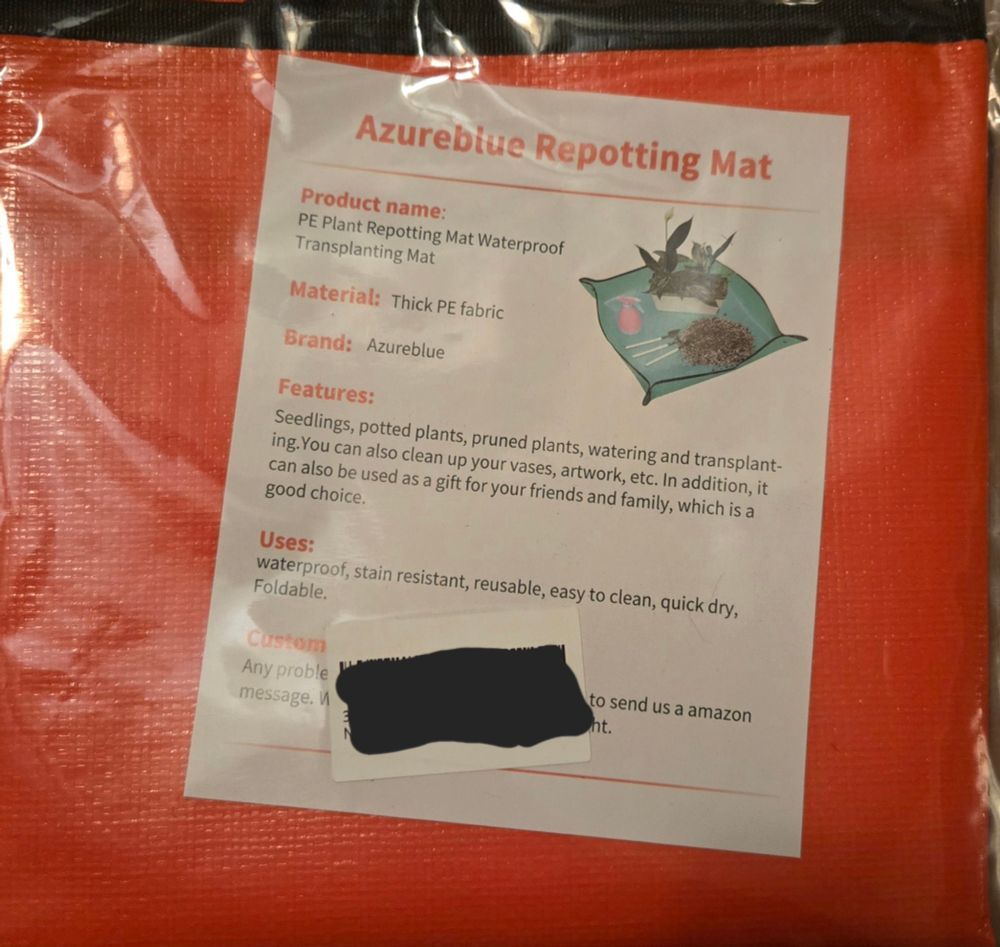 Azureblue Repotting Mat
Product name:
PE Plant Repotting Mat Waterproof
Transplanting Mat
Material: Thick PE fabric
Brand: Azureblue
Features:
Seedlings, potted plants, pruned plants, watering and transplant-
ing.You can also clean up your vases, artwork, etc. In addition, it
can also be used as a gift for your friends and family, which is a
good choice.
Uses:
waterproof, stain resistant, reusable, easy to clean, quick dry,
Foldable.
Custom
Any proble
to send us a amazon
message. W
nt.